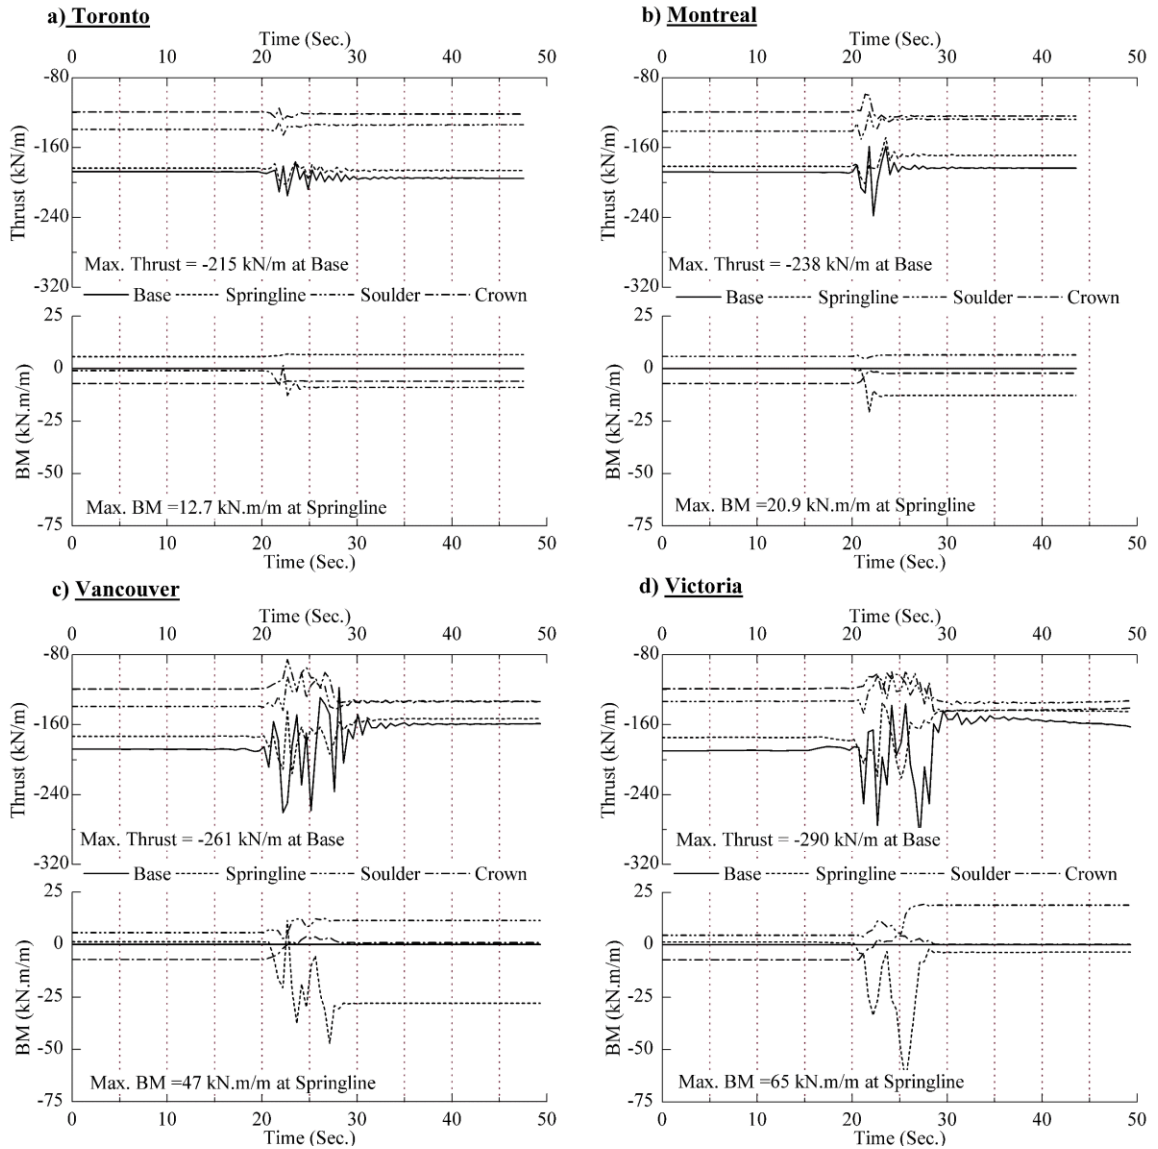 a) Toronto
Time (Sec.)
0 10 20 30 40 50
-80
-160
-240
-320
Thrust (kN/m)
Max. Thrust = -215 kN/m at Base
Base Springline Soulder Crown
25
0
-25
-50
-75
BM (kN.m/m)
Max. BM =12.7 kN.m/m at Springline
0 10 20 30 40 50
Time (Sec.)
b) Montreal
Time (Sec.)
0 10 20 30 40 50
-80
-160
-240
-320
Thrust (kN/m)
Max. Thrust = -238 kN/m at Base
Base Springline Soulder Crown
25
0
-25
-50
-75
BM (kN.m/m)
Max. BM =20.9 kN.m/m at Springline
0 10 20 30 40 50
Time (Sec.)
c) Vancouver
Time (Sec.)
0 10 20 30 40 50
-80
-160
-240
-320
Thrust (kN/m)
Max. Thrust = -261 kN/m at Base
Base Springline Soulder Crown
25
0
-25
-50
-75
BM (kN.m/m)
Max. BM =47 kN.m/m at Springline
0 10 20 30 40 50
Time (Sec.)
d) Victoria
Time (Sec.)
0 10 20 30 40 50
-80
-160
-240
-320
Thrust (kN/m)
Max. Thrust = -290 kN/m at Base
Base Springline Soulder Crown
25
0
-25
-50
-75
BM (kN.m/m)
Max. BM =65 kN.m/m at Springline
0 10 20 30 40 50
Time (Sec.)